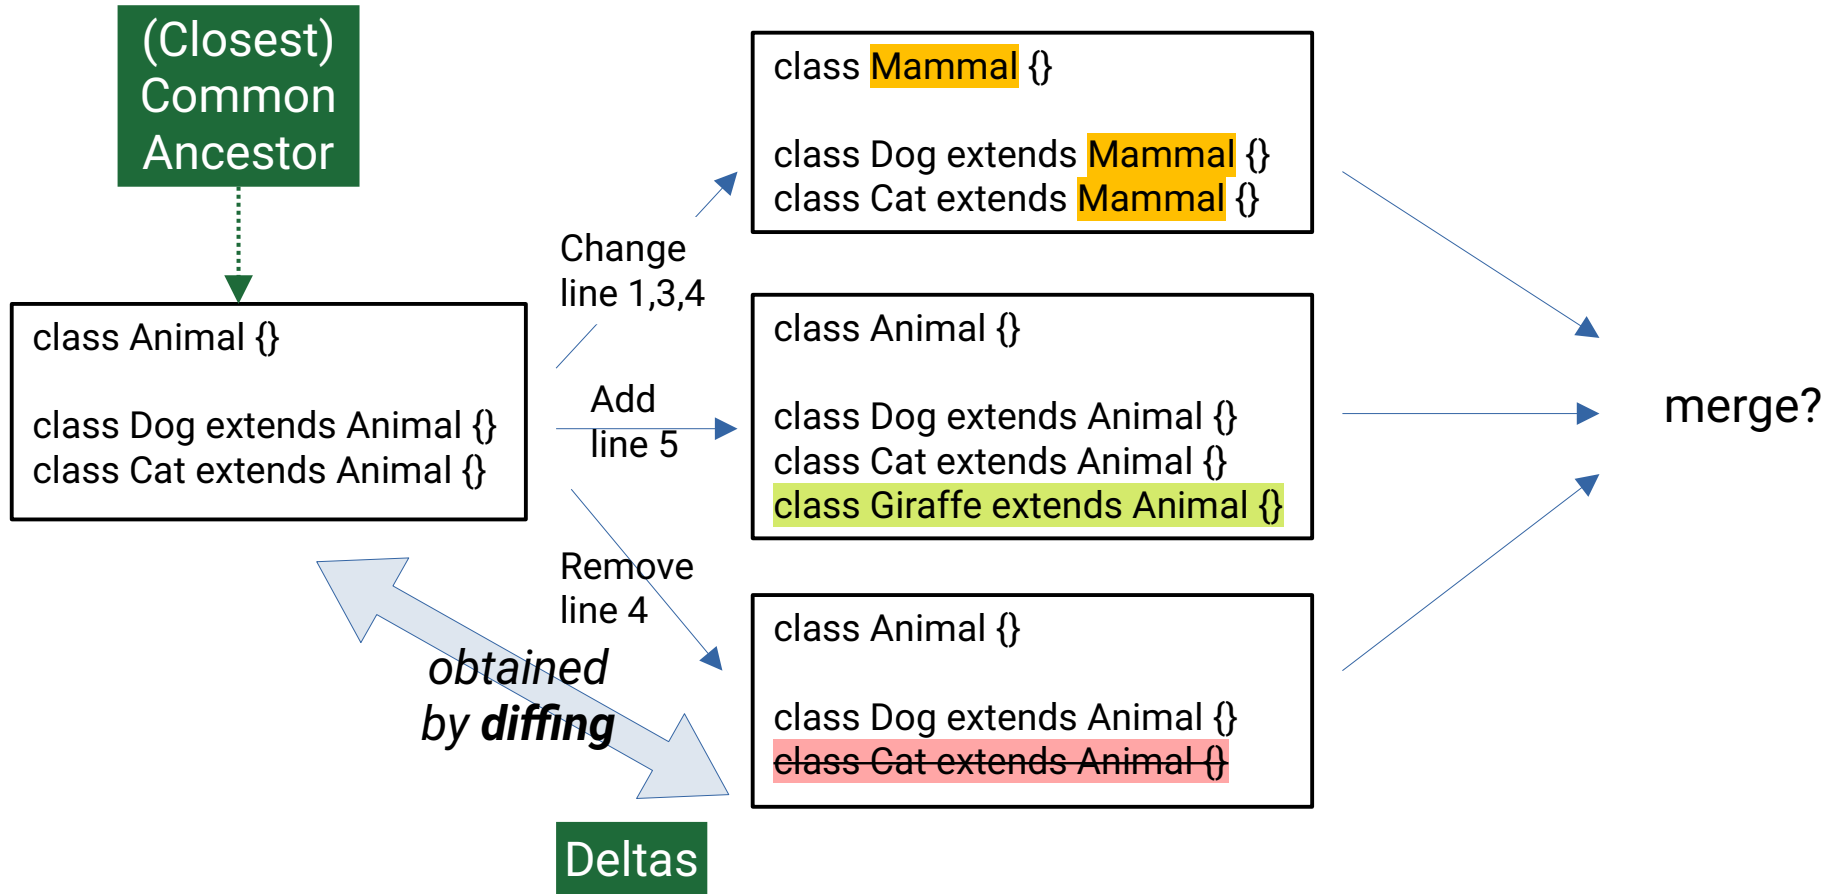 (Closest)
Common
Ancestor
class Animal {}
class Dog extends Animal {}
class Cat extends Animal {}
Change
line 1,3,4
Add
line 5
Remove
line 4
obtained
by diffing
Deltas
class Mammal {}
class Dog extends Mammal {}
class Cat extends Mammal {}
class Animal {}
class Dog extends Animal {}
class Cat extends Animal {}
class Giraffe extends Animal {}
class Animal {}
class Dog extends Animal {}
class Cat extends Animal {}
merge?